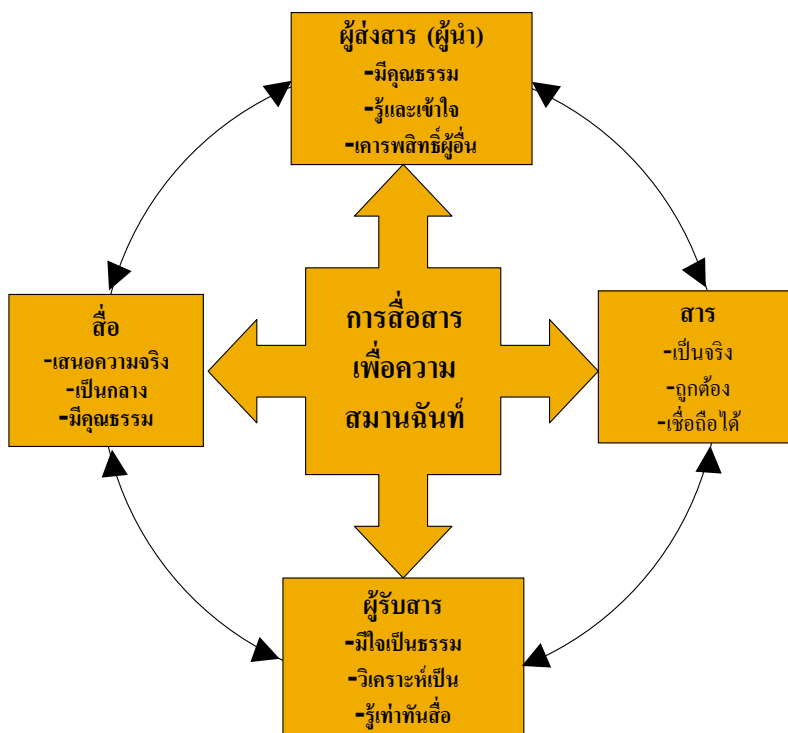 ผู้ส่งสาร (ผู้นำ)
-มีคุณธรรม
-รู้และเข้าใจ
-เคารพสิทธิ์ผู้อื่น
สื่อ
-เสนอความจริง
-เป็นกลาง
-มีคุณธรรม
การสื่อสาร
เพื่อความ
สมานฉันท์
สาร
-เป็นจริง
-ถูกต้อง
-เชื่อถือได้
ผู้รับสาร
-มีใจเป็นธรรม
-วิเคราะห์เป็น
-รู้เท่าทันสื่อ